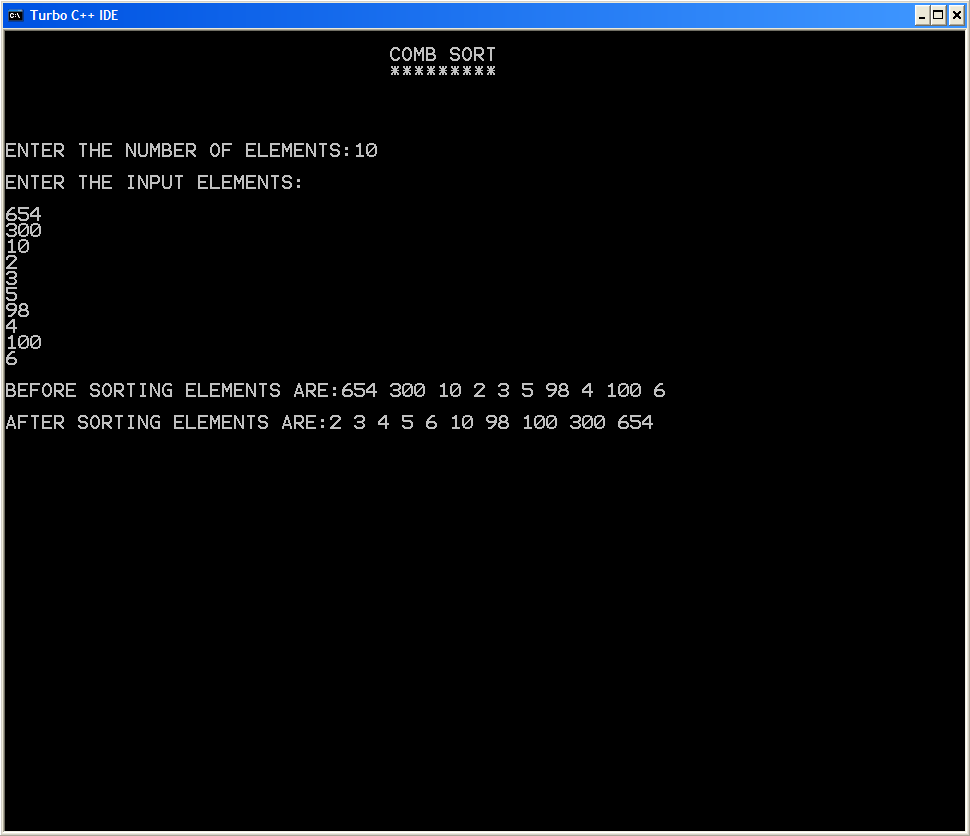 Turbo C++ IDE
COMB SORT
*********
ENTER THE NUMBER OF ELEMENTS:10
ENTER THE INPUT ELEMENTS:
654
300
10
2
3
5
98
4
100
6
BEFORE SORTING ELEMENTS ARE:654 300 10 2 3 5 98 4 100 6
AFTER SORTING ELEMENTS ARE:2 3 4 5 6 10 98 100 300 654